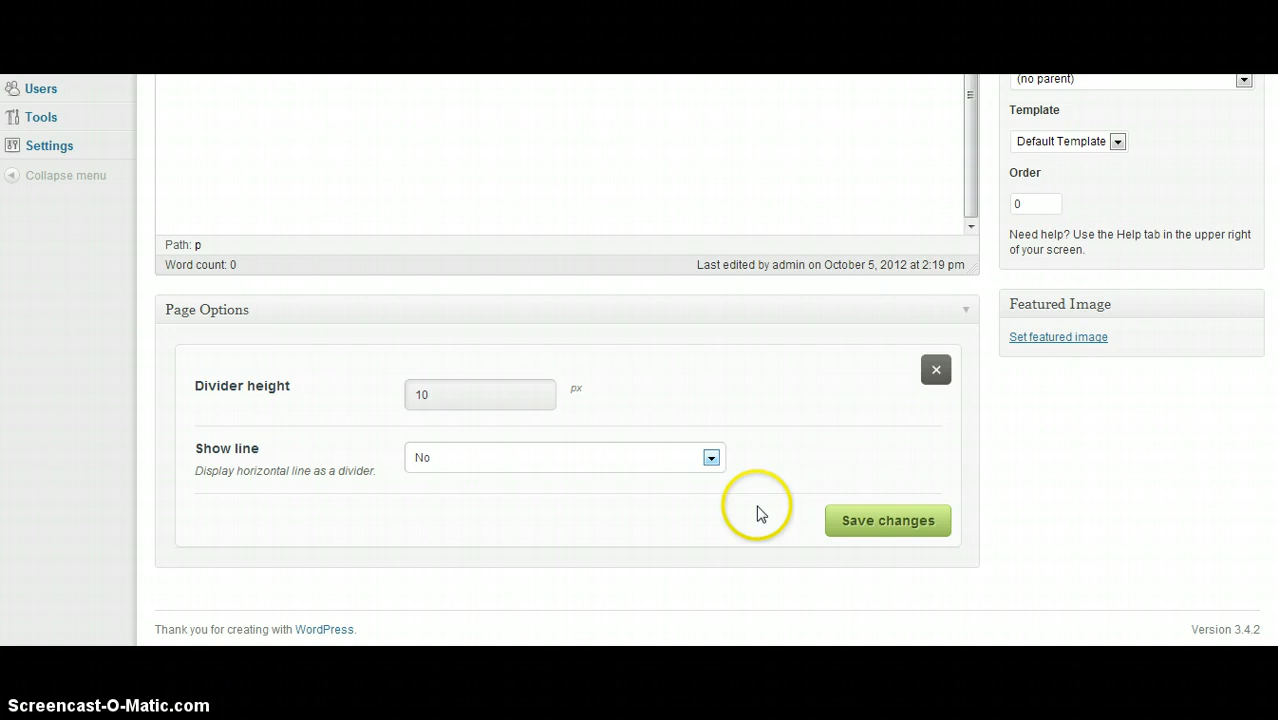 Users
Tools
Settings
Collapse menu
Path: p
Word count: 0
Last edited by admin on October 5, 2012 at 2:19 pm
(no parent)
Template
Default Template
Order
0
Need help? Use the Help tab in the upper right
of your screen.
Featured Image
Set featured image
Page Options
Divider height
10
px
Show line
Display horizontal line as a divider.
No
Save changes
Thank you for creating with WordPress.
Version 3.4.2
Screencast-O-Matic.com